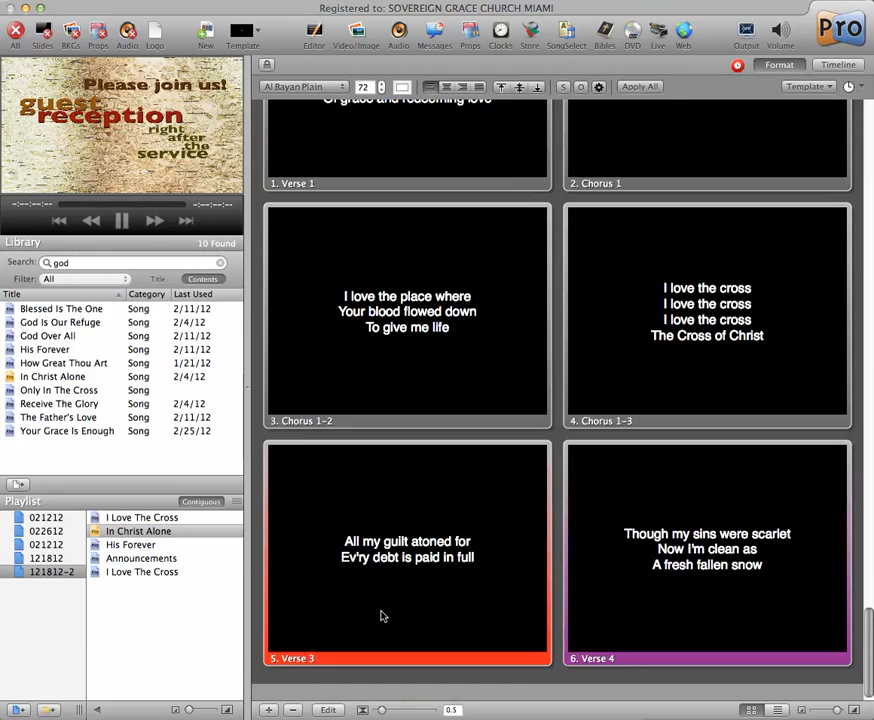 Registered to: SOVEREIGN GRACE CHURCH MIAMI
All Slides BKGs Props Audio Logo New Template Editor Video/Image Audio Messages Props Clocks Store SongSelect Bibles DVD Live Web Output Volume Pro
Format Timeline
Al Bayan Plain 72 S O Apply All Template
Please join us!
guest
reception
right
after
the
service
--:--:-- --:--:--
Library 10 Found
Search: god
Filter: All Title Contents
Title Category Last Used
Blessed Is The One Song 2/11/12
God Is Our Refuge Song 2/4/12
God Over All Song 2/11/12
His Forever Song 2/11/12
How Great Thou Art Song 1/21/12
In Christ Alone Song 2/4/12
Only In The Cross Song
Receive The Glory Song 2/4/12
The Father's Love Song 2/11/12
Your Grace Is Enough Song 2/25/12
Playlist Contiguous
021212
022612
021212
121812
121812-2
I Love The Cross
In Christ Alone
His Forever
Announcements
I Love The Cross
Of grace and redeeming love
1. Verse 1
2. Chorus 1
I love the place where
Your blood flowed down
To give me life
3. Chorus 1-2
I love the cross
I love the cross
I love the cross
The Cross of Christ
4. Chorus 1-3
All my guilt atoned for
Ev'ry debt is paid in full
5. Verse 3
Though my sins were scarlet
Now I'm clean as
A fresh fallen snow
6. Verse 4
Edit 0.5